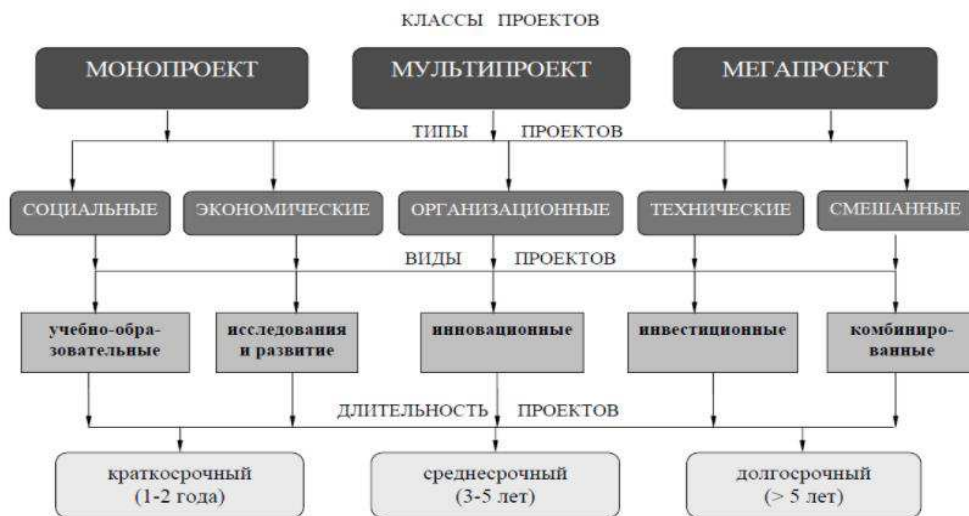 КЛАССЫ ПРОЕКТОВ
МОНОПРОЕКТ
МУЛЬТИПРОЕКТ
МЕГАПРОЕКТ
ТИПЫ ПРОЕКТОВ
СОЦИАЛЬНЫЕ
ЭКОНОМИЧЕСКИЕ
ОРГАНИЗАЦИОННЫЕ
ТЕХНИЧЕСКИЕ
СМЕШАННЫЕ
ВИДЫ ПРОЕКТОВ
учебно-обра-
зовательные
исследования
и развитие
инновационные
инвестиционные
комбиниро-
ванные
ДЛИТЕЛЬНОСТЬ ПРОЕКТОВ
краткосрочный
(1-2 года)
среднесрочный
(3-5 лет)
долгосрочный
(> 5 лет)